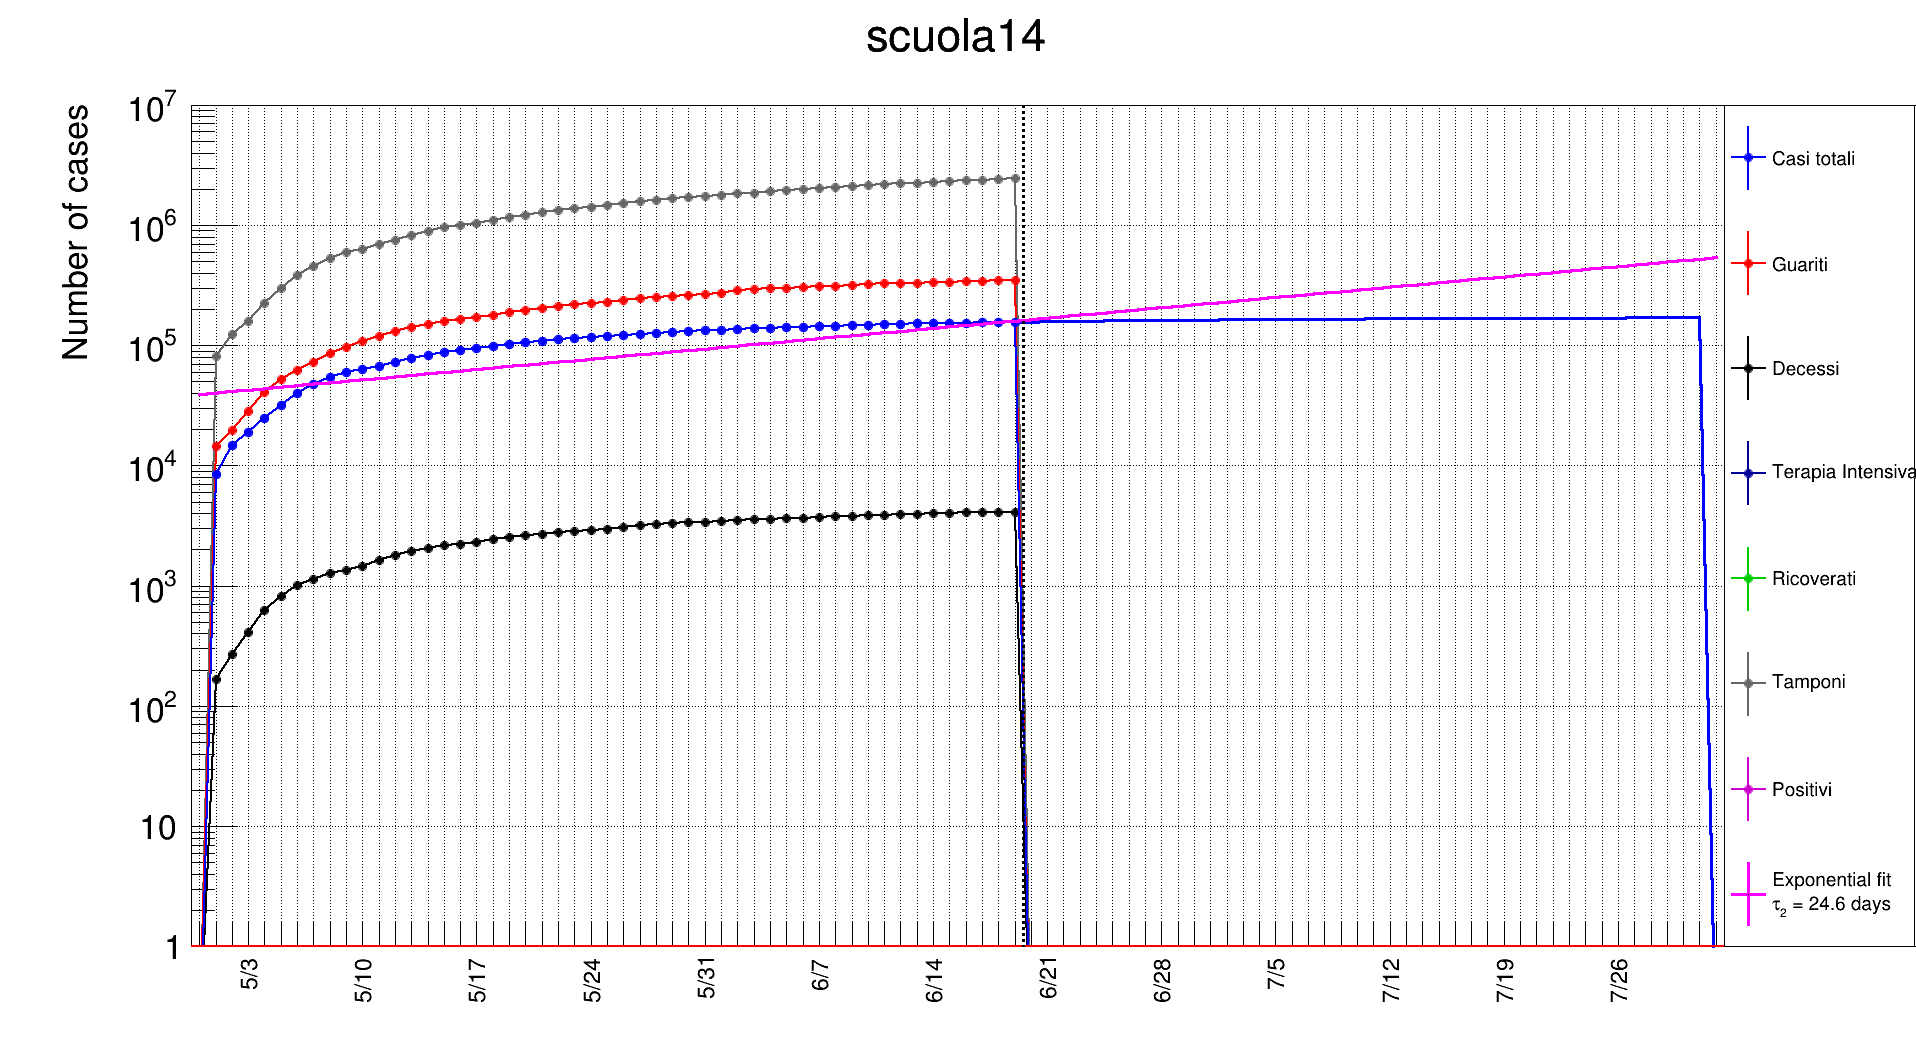 scuola14
Number of cases
10^7
10^6
10^5
10^4
10^3
10^2
10
1
5/3
5/10
5/17
5/24
5/31
6/7
6/14
6/21
6/28
7/5
7/12
7/19
7/26
Casi totali
Guariti
Decessi
Terapia Intensiva
Ricoverati
Tamponi
Positivi
Exponential fit
τ₂ = 24.6 days